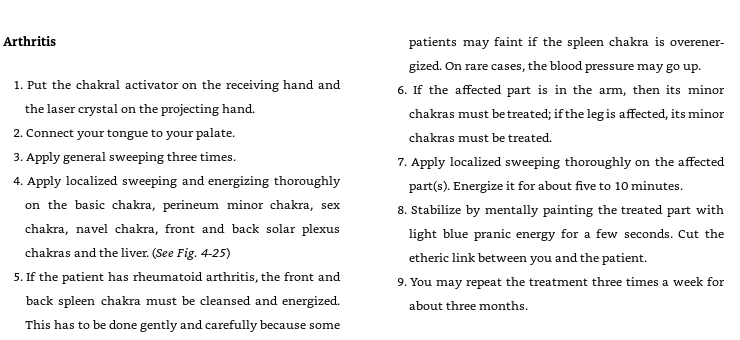 Arthritis
1. Put the chakral activator on the receiving hand and
the laser crystal on the projecting hand.
2. Connect your tongue to your palate.
3. Apply general sweeping three times.
4. Apply localized sweeping and energizing thoroughly
on the basic chakra, perineum minor chakra, sex
chakra, navel chakra, front and back solar plexus
chakras and the liver. (See Fig. 4-25)
5. If the patient has rheumatoid arthritis, the front and
back spleen chakra must be cleansed and energized.
This has to be done gently and carefully because some
patients may faint if the spleen chakra is overener-
gized. On rare cases, the blood pressure may go up.
6. If the affected part is in the arm, then its minor
chakras must be treated; if the leg is affected, its minor
chakras must be treated.
7. Apply localized sweeping thoroughly on the affected
part(s). Energize it for about five to 10 minutes.
8. Stabilize by mentally painting the treated part with
light blue pranic energy for a few seconds. Cut the
etheric link between you and the patient.
9. You may repeat the treatment three times a week for
about three months.